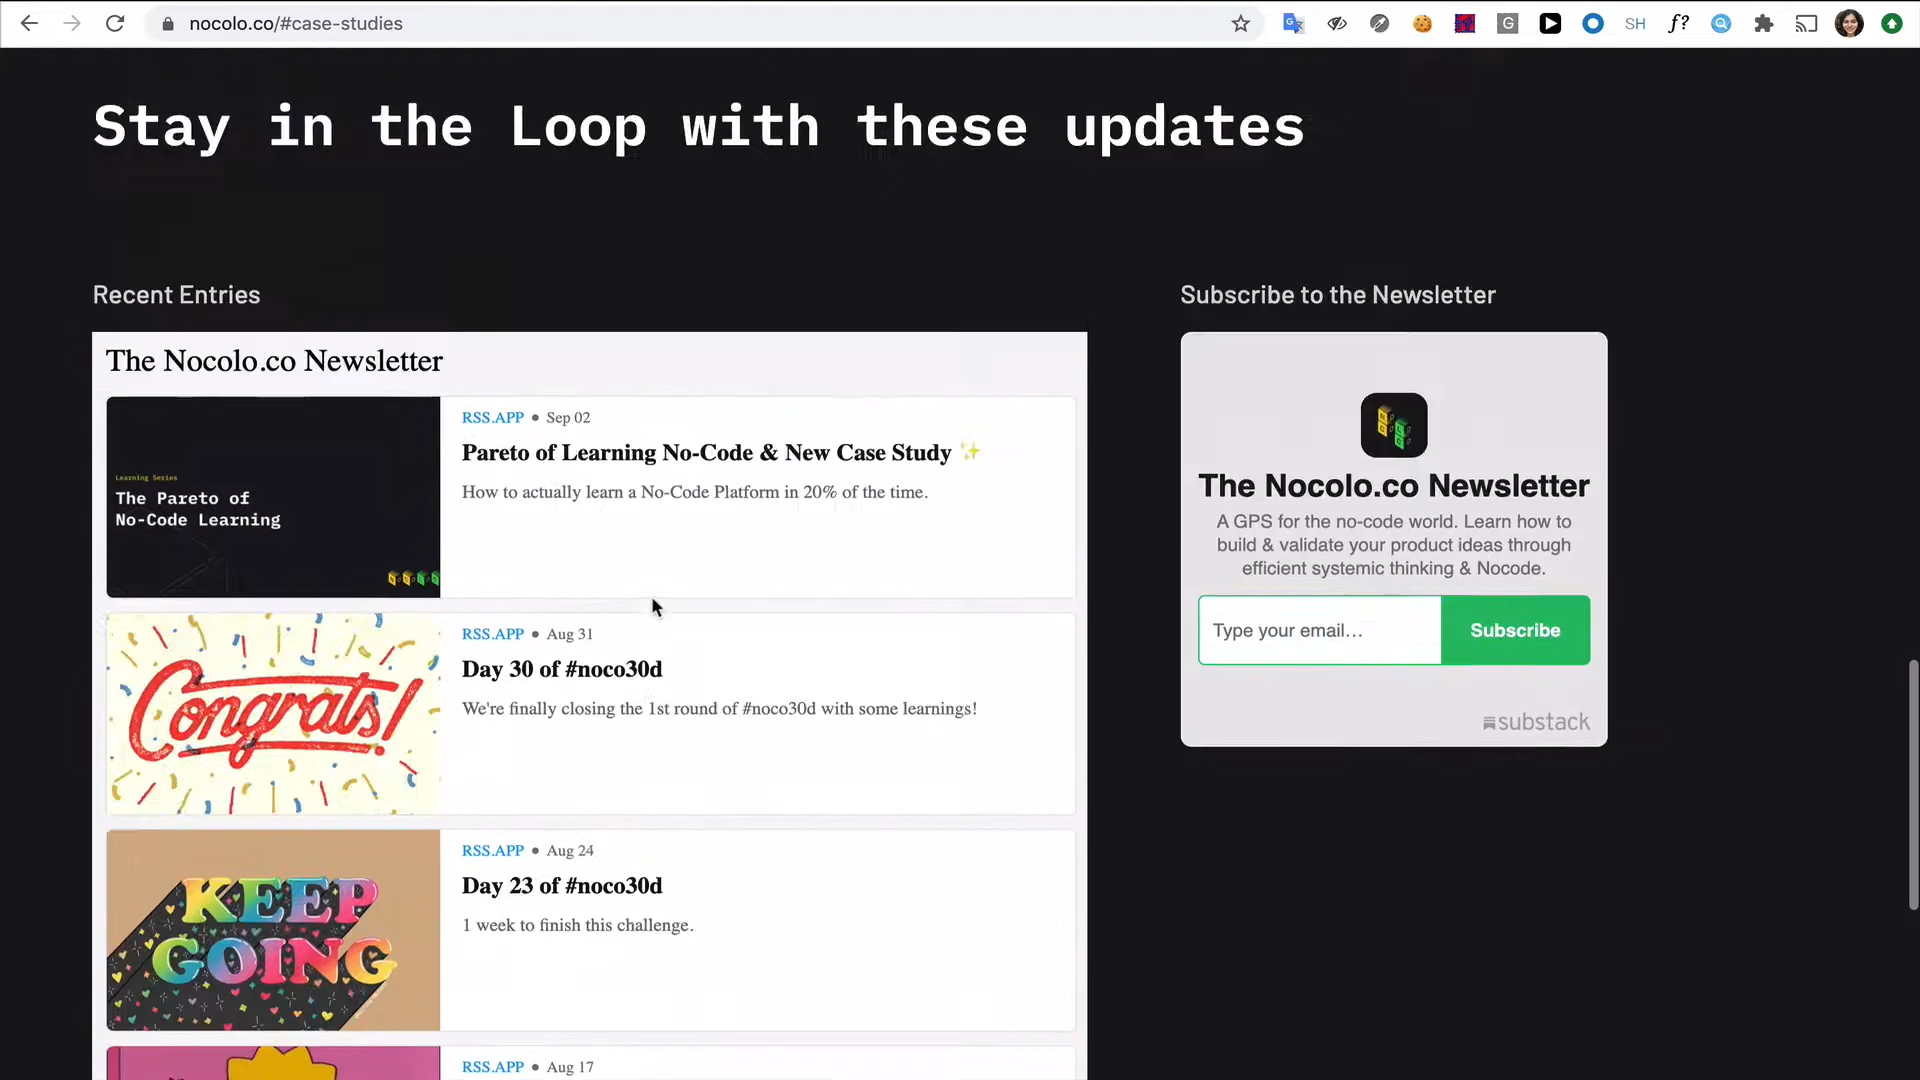 nocolo.co/#case-studies
G
SH
f?
Stay in the Loop with these updates
Recent Entries
Subscribe to the Newsletter
The Nocolo.co Newsletter
Learning Series
The Pareto of
No-Code Learning
RSS.APP • Sep 02
Pareto of Learning No-Code & New Case Study ✨
How to actually learn a No-Code Platform in 20% of the time.
Congrats!
RSS.APP • Aug 31
Day 30 of #noco30d
We're finally closing the 1st round of #noco30d with some learnings!
KEEP
GOING
RSS.APP • Aug 24
Day 23 of #noco30d
1 week to finish this challenge.
RSS.APP • Aug 17
The Nocolo.co Newsletter
A GPS for the no-code world. Learn how to
build & validate your product ideas through
efficient systemic thinking & Nocode.
Type your email...
Subscribe
substack